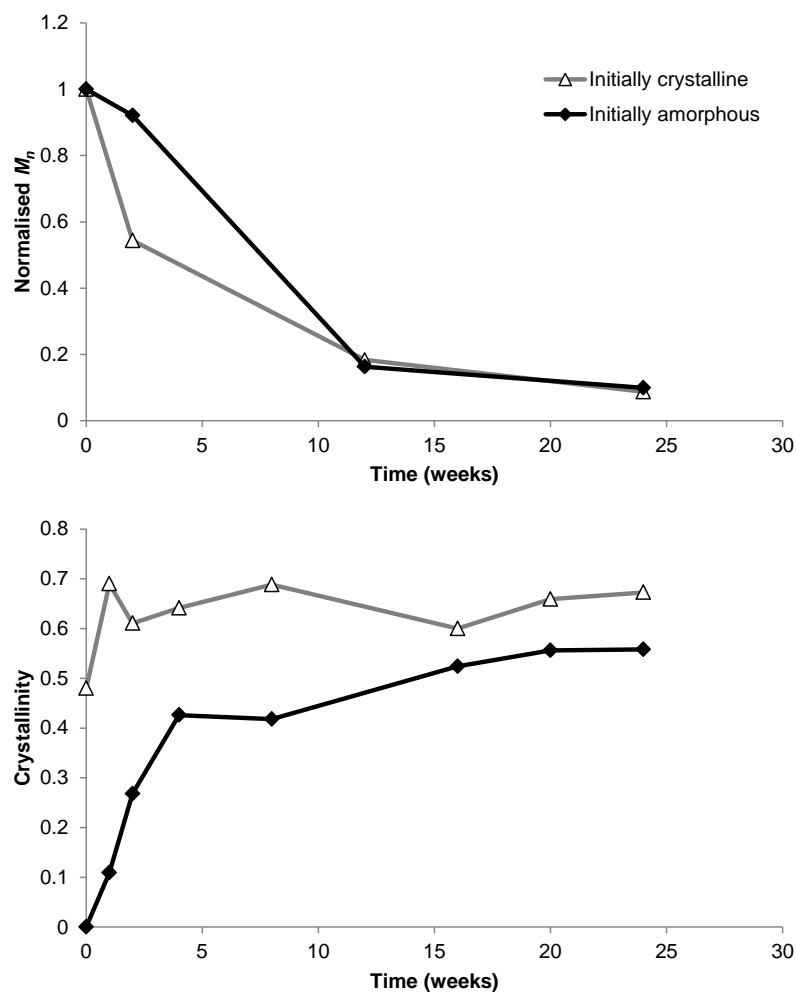 1.2
1
0.8
0.6
0.4
0.2
0
Normalised Mn
Initially crystalline
Initially amorphous
0 5 10 15 20 25 30
Time (weeks)
0.8
0.7
0.6
0.5
0.4
0.3
0.2
0.1
0
Crystallinity
0 5 10 15 20 25 30
Time (weeks)